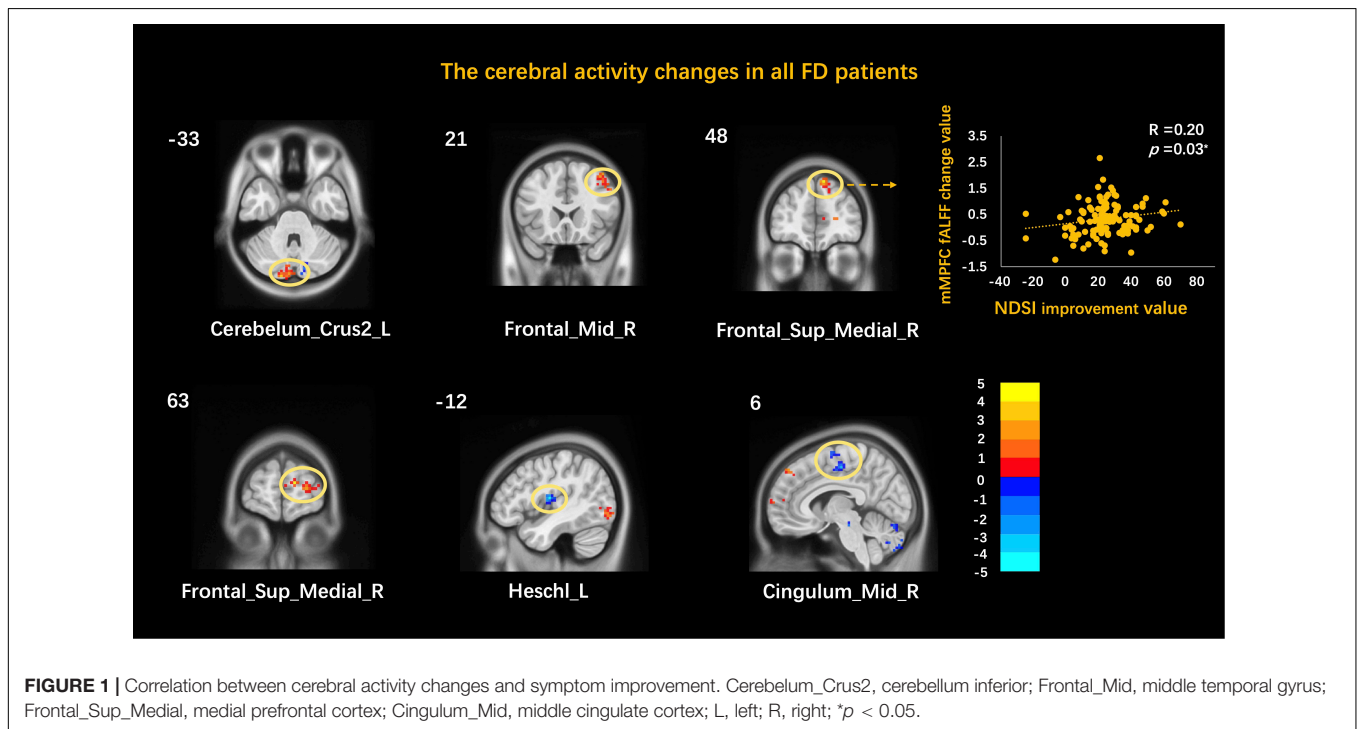 The cerebral activity changes in all FD patients
-33
Cerebelum_Crus2_L
21
Frontal_Mid_R
48
Frontal_Sup_Medial_R
mMPFC fALFF change value
R =0.20
p =0.03*
3.5
2.5
1.5
0.5
-0.5
-1.5
-40 -20 0 20 40 60 80
NDSI improvement value
63
Frontal_Sup_Medial_R
-12
Heschl_L
6
Cingulum_Mid_R
5
4
3
2
1
0
-1
-2
-3
-4
-5
FIGURE 1 | Correlation between cerebral activity changes and symptom improvement. Cerebelum_Crus2, cerebellum inferior; Frontal_Mid, middle temporal gyrus;
Frontal_Sup_Medial, medial prefrontal cortex; Cingulum_Mid, middle cingulate cortex; L, left; R, right; *p < 0.05.